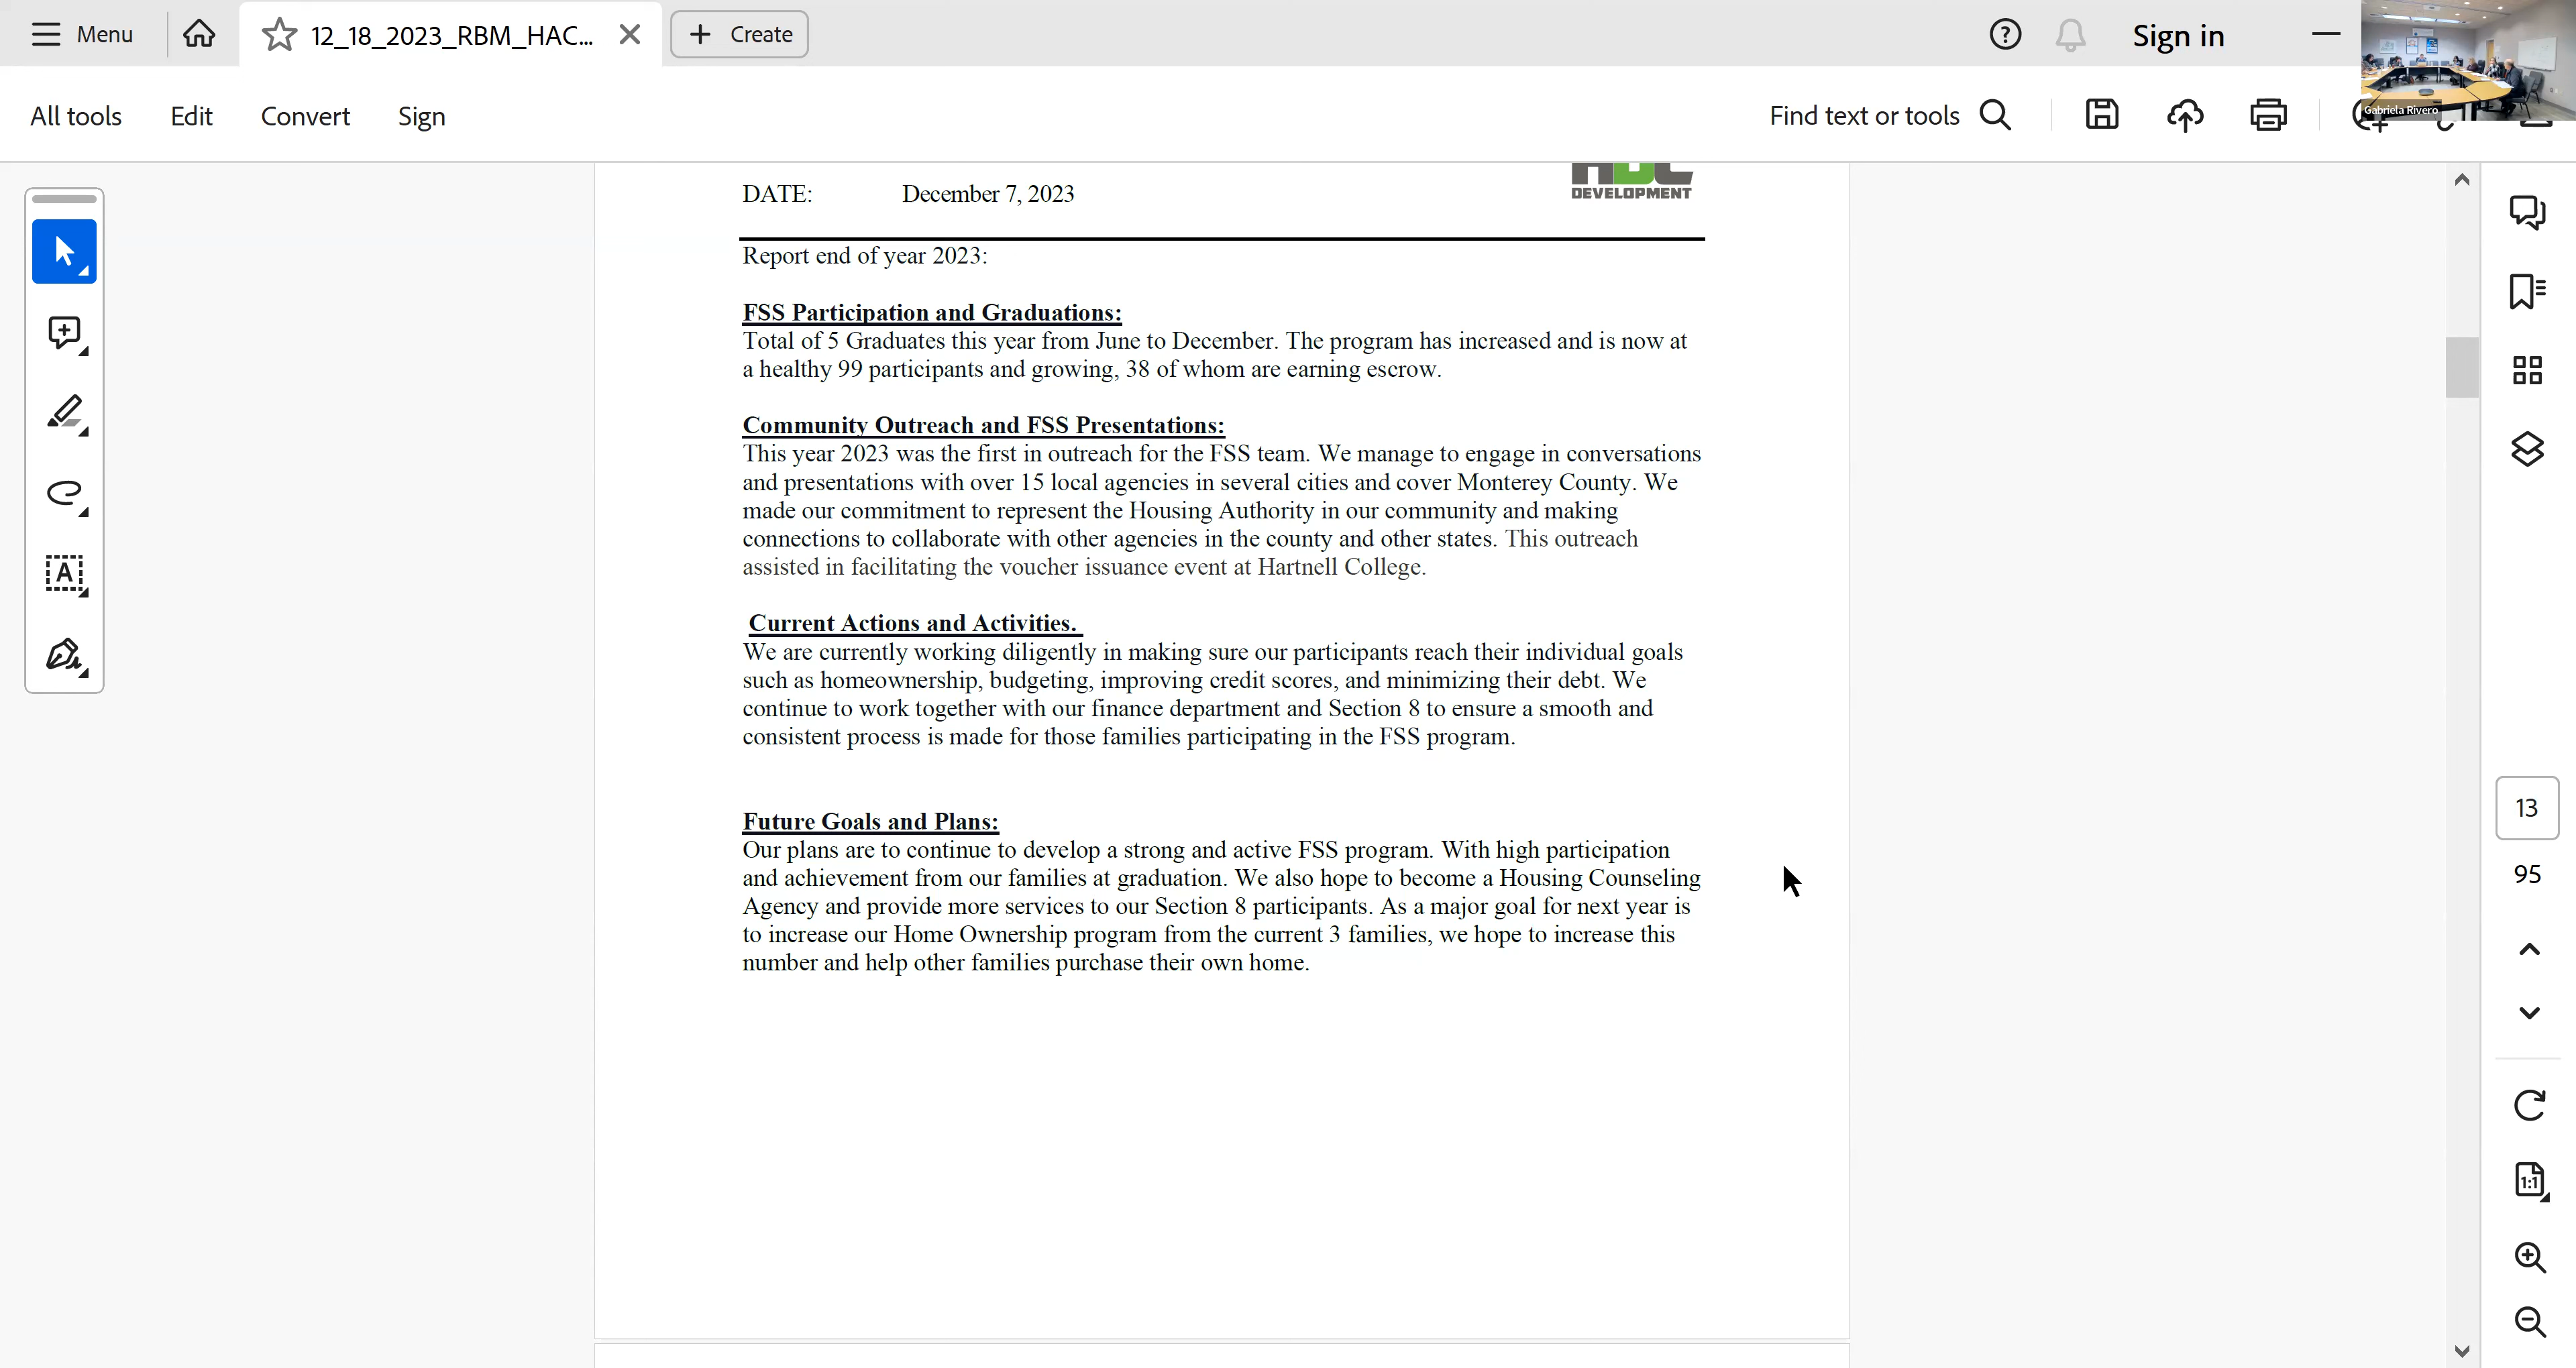 Menu
12_18_2023_RBM_HAC...
Create
Sign in
All tools
Edit
Convert
Sign
Find text or tools
Gabriela Rivero
DEVELOPMENT
DATE: December 7, 2023
Report end of year 2023:
FSS Participation and Graduations:
Total of 5 Graduates this year from June to December. The program has increased and is now at
a healthy 99 participants and growing, 38 of whom are earning escrow.
Community Outreach and FSS Presentations:
This year 2023 was the first in outreach for the FSS team. We manage to engage in conversations
and presentations with over 15 local agencies in several cities and cover Monterey County. We
made our commitment to represent the Housing Authority in our community and making
connections to collaborate with other agencies in the county and other states. This outreach
assisted in facilitating the voucher issuance event at Hartnell College.
Current Actions and Activities.
We are currently working diligently in making sure our participants reach their individual goals
such as homeownership, budgeting, improving credit scores, and minimizing their debt. We
continue to work together with our finance department and Section 8 to ensure a smooth and
consistent process is made for those families participating in the FSS program.
Future Goals and Plans:
Our plans are to continue to develop a strong and active FSS program. With high participation
and achievement from our families at graduation. We also hope to become a Housing Counseling
Agency and provide more services to our Section 8 participants. As a major goal for next year is
to increase our Home Ownership program from the current 3 families, we hope to increase this
number and help other families purchase their own home.
13
95
1:1